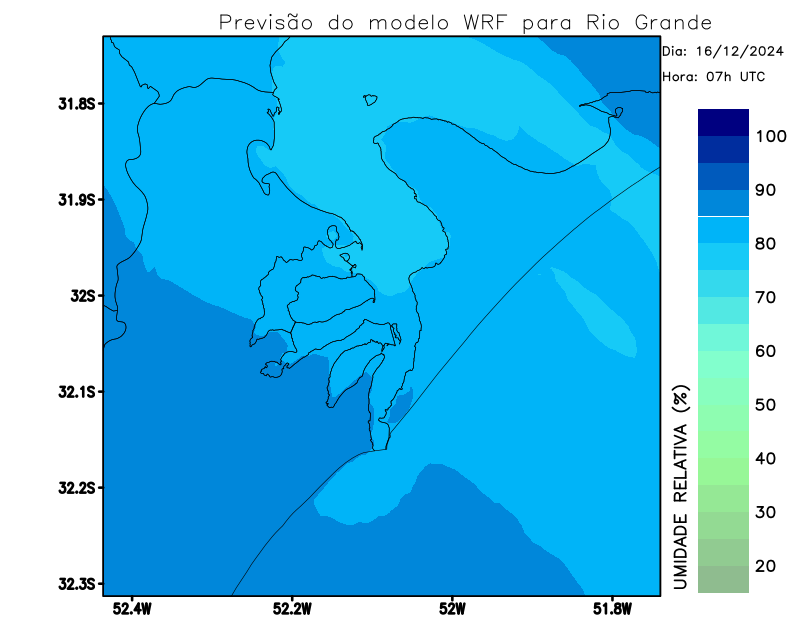 Previsão do modelo WRF para Rio Grande
Dia: 16/12/2024
Hora: 07h UTC
31.8S
31.9S
32S
32.1S
32.2S
32.3S
52.4W
52.2W
52W
51.8W
100
90
80
70
60
50
40
30
20
UMIDADE RELATIVA (%)